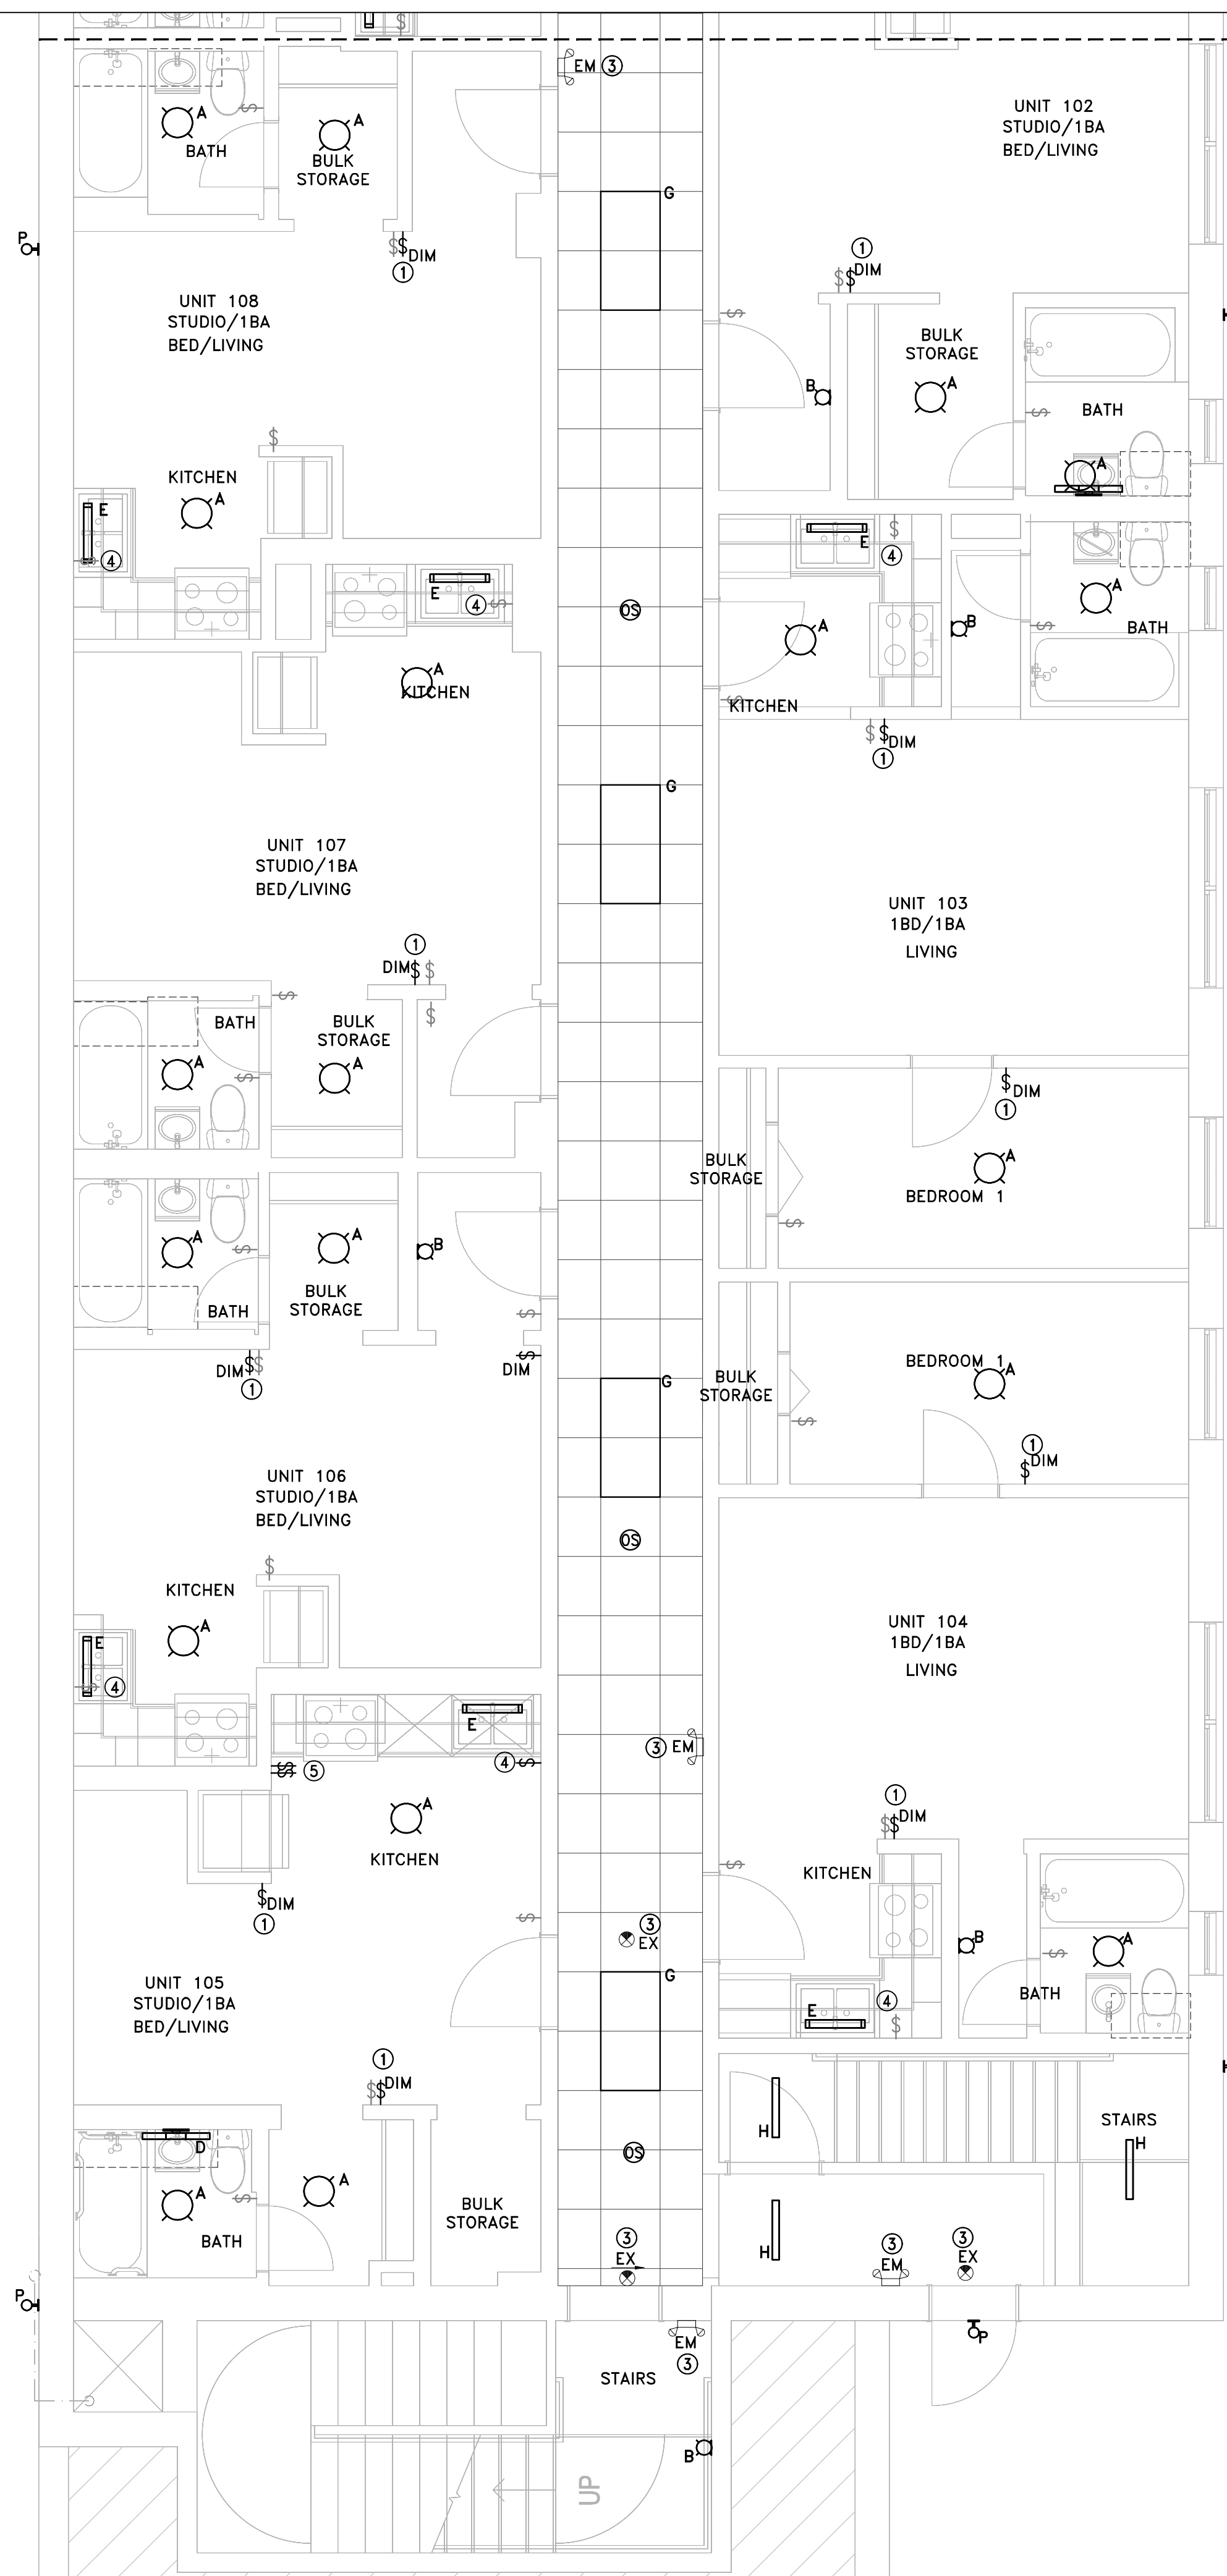 EM 3
UNIT 102
STUDIO/1BA
BED/LIVING
A
A
BATH
BULK
STORAGE
G
P
$$DIM
1
1
$$DIM
UNIT 108
STUDIO/1BA
BED/LIVING
$
BULK
STORAGE
A
B
BATH
A
$
KITCHEN
A
E
4
E
$
4
E
4
$
OS
A
A
B
BATH
$
A
KITCHEN
$
KITCHEN
$$DIM
1
G
UNIT 107
STUDIO/1BA
BED/LIVING
UNIT 103
1BD/1BA
LIVING
1
DIM$ $
$
$
BATH
BULK
STORAGE
A
A
$
$DIM
1
BULK
STORAGE
A
BEDROOM 1
$
A
A
B
$
BULK
STORAGE
BATH
$
DIM$$
1
$
DIM
G
BULK
STORAGE
BEDROOM 1
A
$
1
$DIM
UNIT 106
STUDIO/1BA
BED/LIVING
OS
$
KITCHEN
A
E
4
UNIT 104
1BD/1BA
LIVING
E
3 EM
5
4 $
A
KITCHEN
1
$$DIM
KITCHEN
$
$DIM
1
$
3
EX
B
A
$
G
UNIT 105
STUDIO/1BA
BED/LIVING
BATH
E
4
$
1
$$DIM
H
STAIRS
H
D
OS
A
A
$
BATH
BULK
STORAGE
H
3
EX
3
EM
3
EX
P
P
EM
3
STAIRS
B
UP